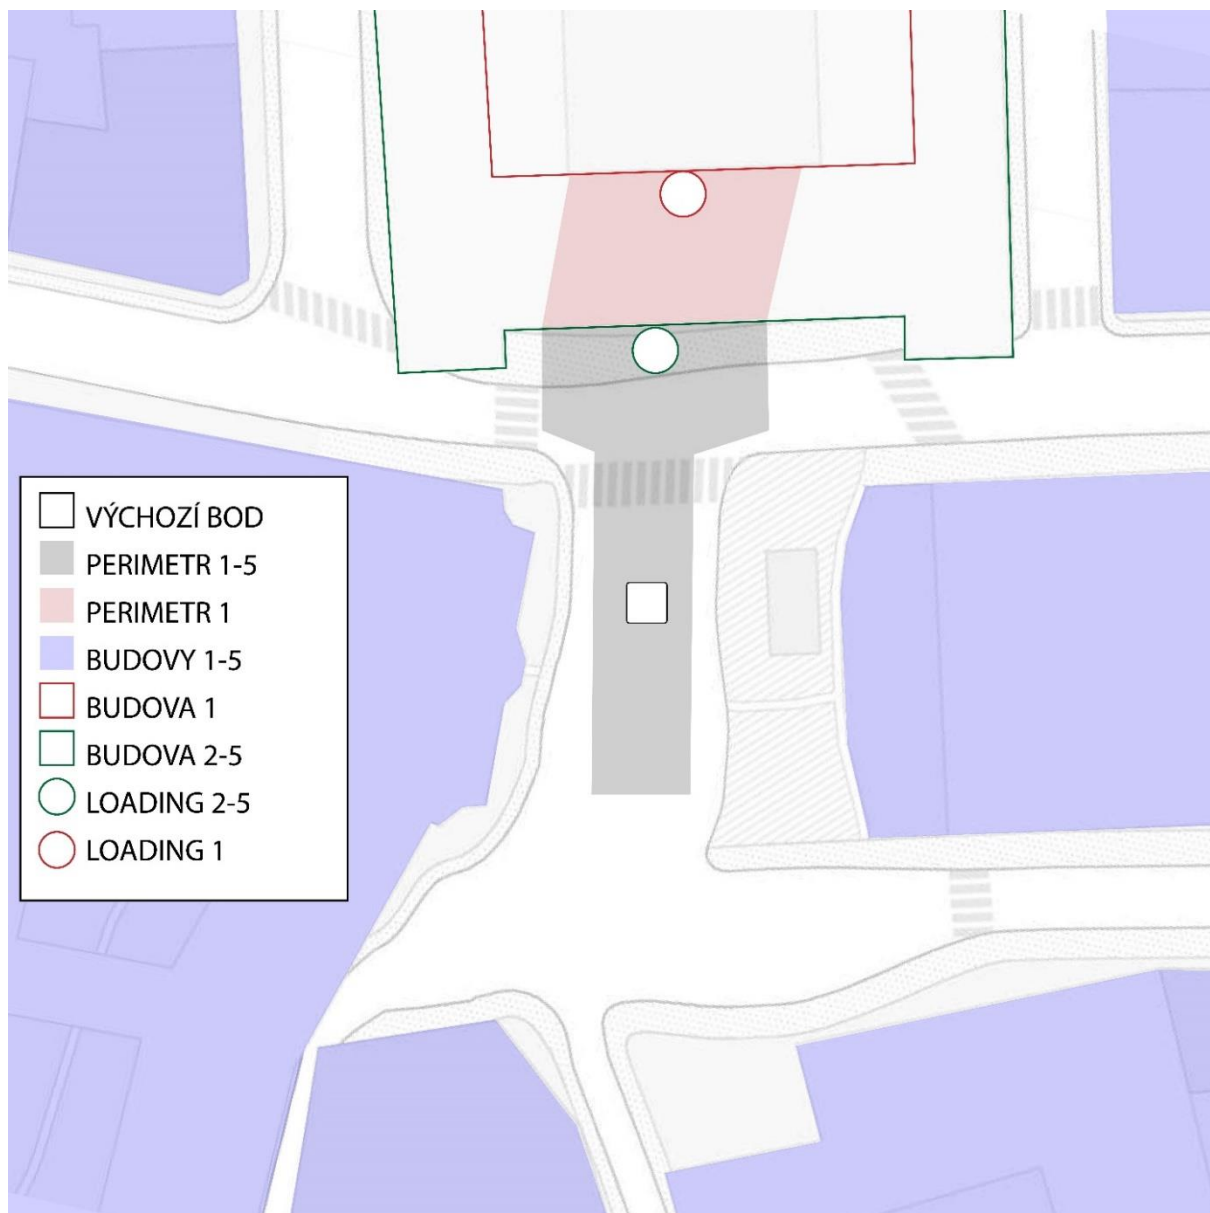 VÝCHOZÍ BOD
PERIMETR 1-5
PERIMETR 1
BUDOVY 1-5
BUDOVA 1
BUDOVA 2-5
LOADING 2-5
LOADING 1